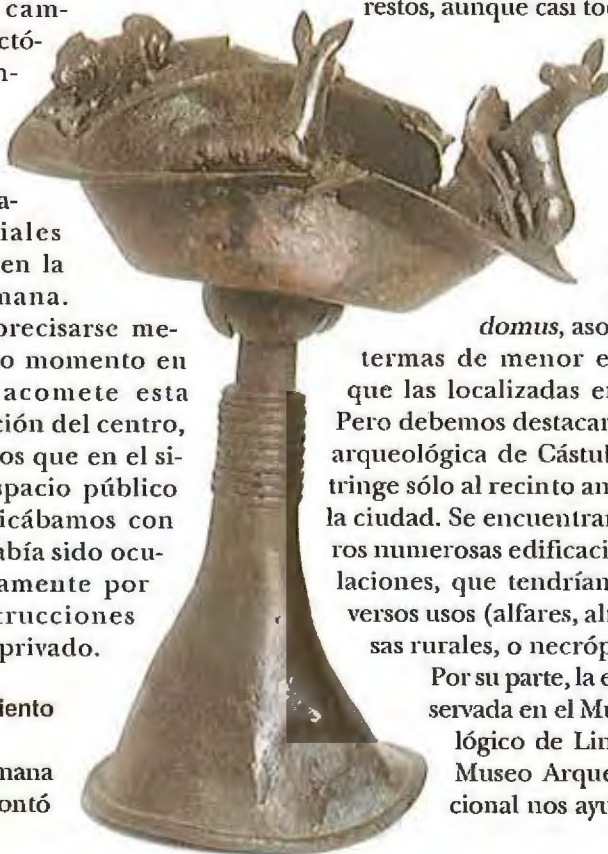 cam-
ctó-
n-
a-
iales
en la
mana.
precisarse me-
o momento en
acomete esta
ción del centro,
os que en el si-
spacio público
icábamos con
abía sido ocu-
amente por
trucciones
privado.
iento
mana
ontó
restos, aunque casi tod
domus, aso
termas de menor e
que las localizadas en
Pero debemos destacar
arqueológica de Cástul
tringe sólo al recinto am
la ciudad. Se encuentran
ros numerosas edificaci
laciones, que tendrían
versos usos (alfares, alm
sas rurales, o necróp
Por su parte, la e
servada en el Mu
lógico de Lin
Museo Arque
cional nos ayu